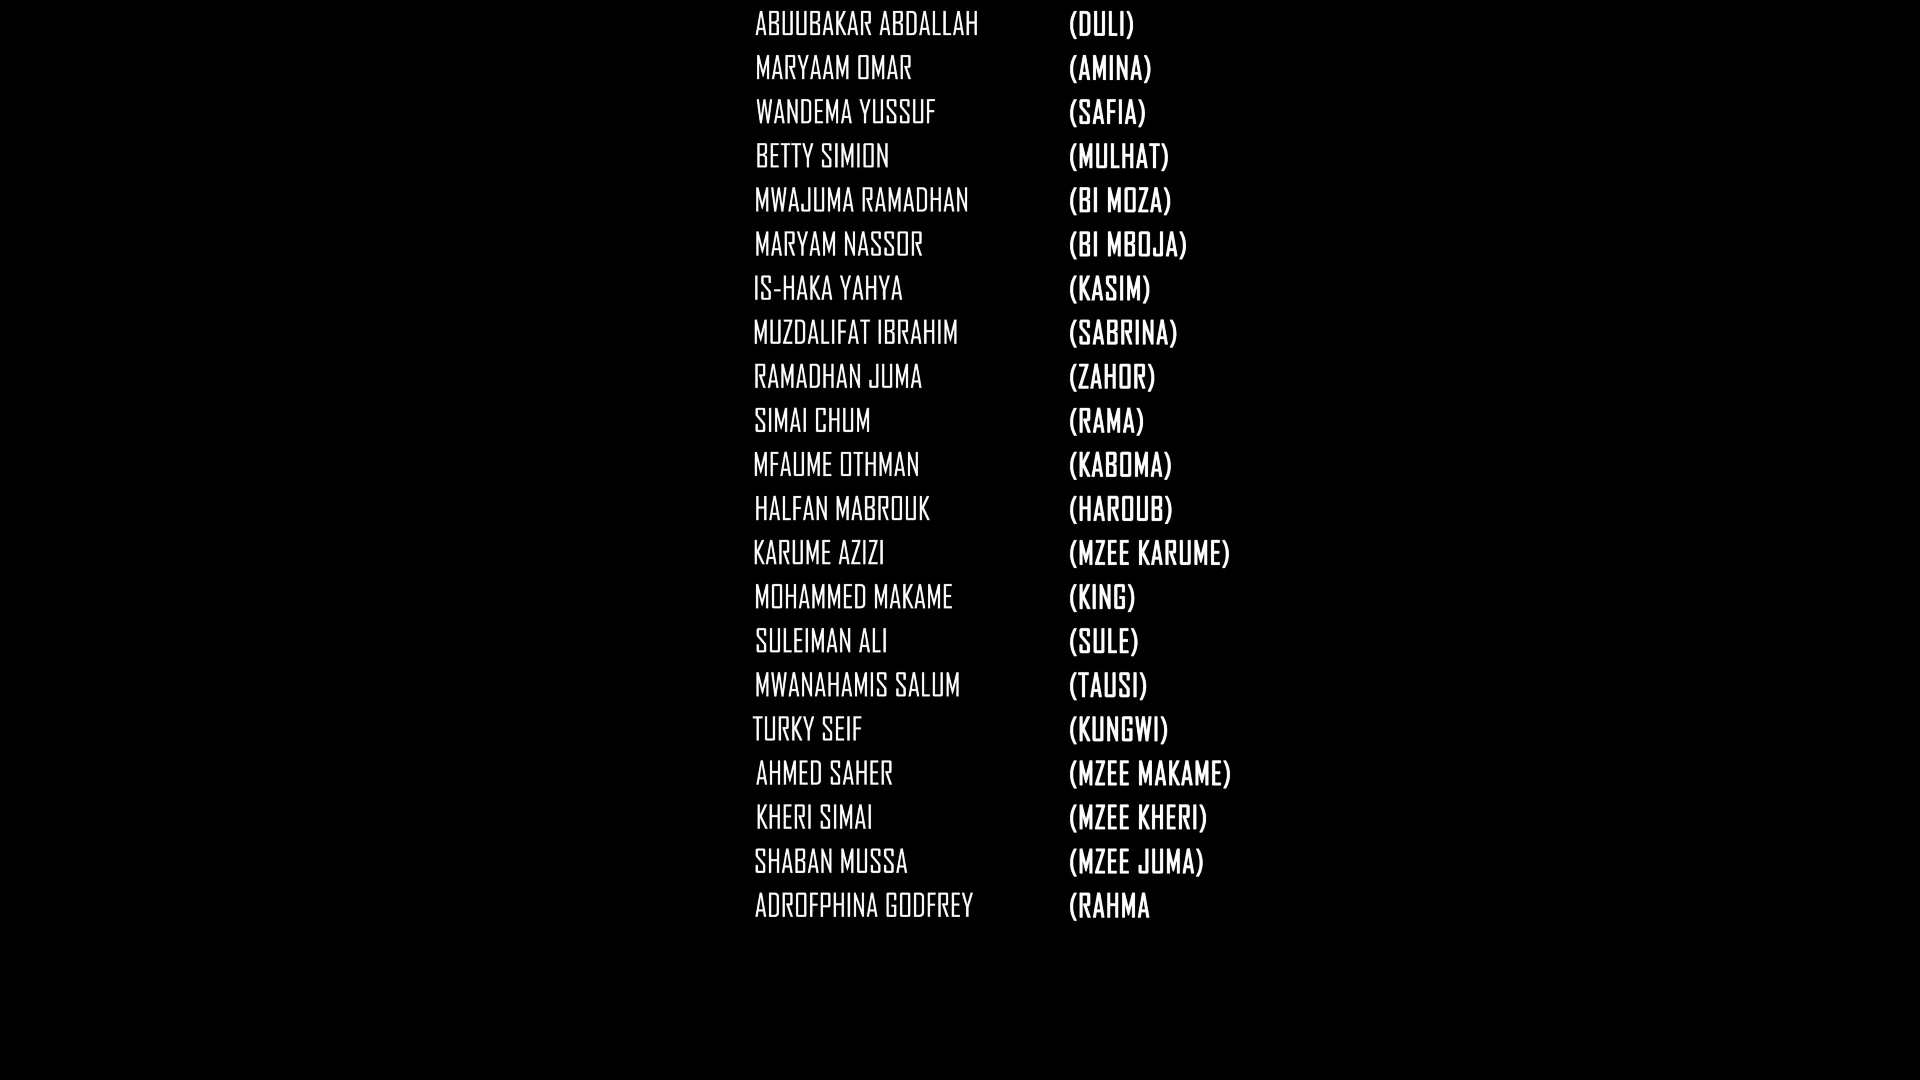 ABUUBAKAR ABDALLAH (DULI)
MARYAAM OMAR (AMINA)
WANDEMA YUSSUF (SAFIA)
BETTY SIMION (MULHAT)
MWAJUMA RAMADHAN (BI MOZA)
MARYAM NASSOR (BI MBOJA)
IS-HAKA YAHYA (KASIM)
MUZDALIFAT IBRAHIM (SABRINA)
RAMADHAN JUMA (ZAHOR)
SIMAI CHUM (RAMA)
MFAUME OTHMAN (KABOMA)
HALFAN MABROUK (HAROUB)
KARUME AZIZI (MZEE KARUME)
MOHAMMED MAKAME (KING)
SULEIMAN ALI (SULE)
MWANAHAMIS SALUM (TAUSI)
TURKY SEIF (KUNGWI)
AHMED SAHER (MZEE MAKAME)
KHERI SIMAI (MZEE KHERI)
SHABAN MUSSA (MZEE JUMA)
ADROFPHINA GODFREY (RAHMA